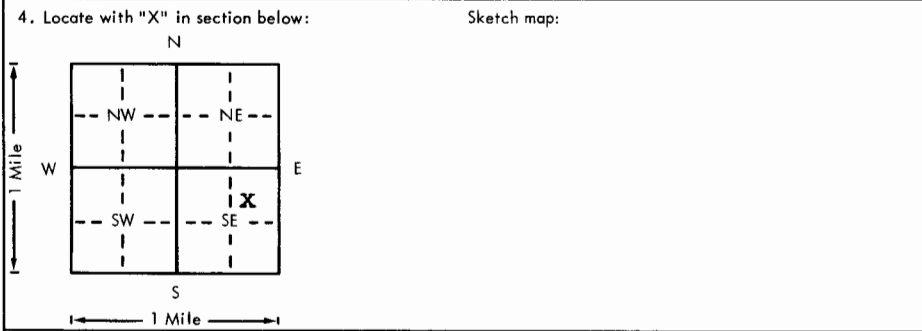 4. Locate with "X" in section below:
Sketch map:
N
NW
NE
1 Mile
W
E
X
SW
SE
S
1 Mile